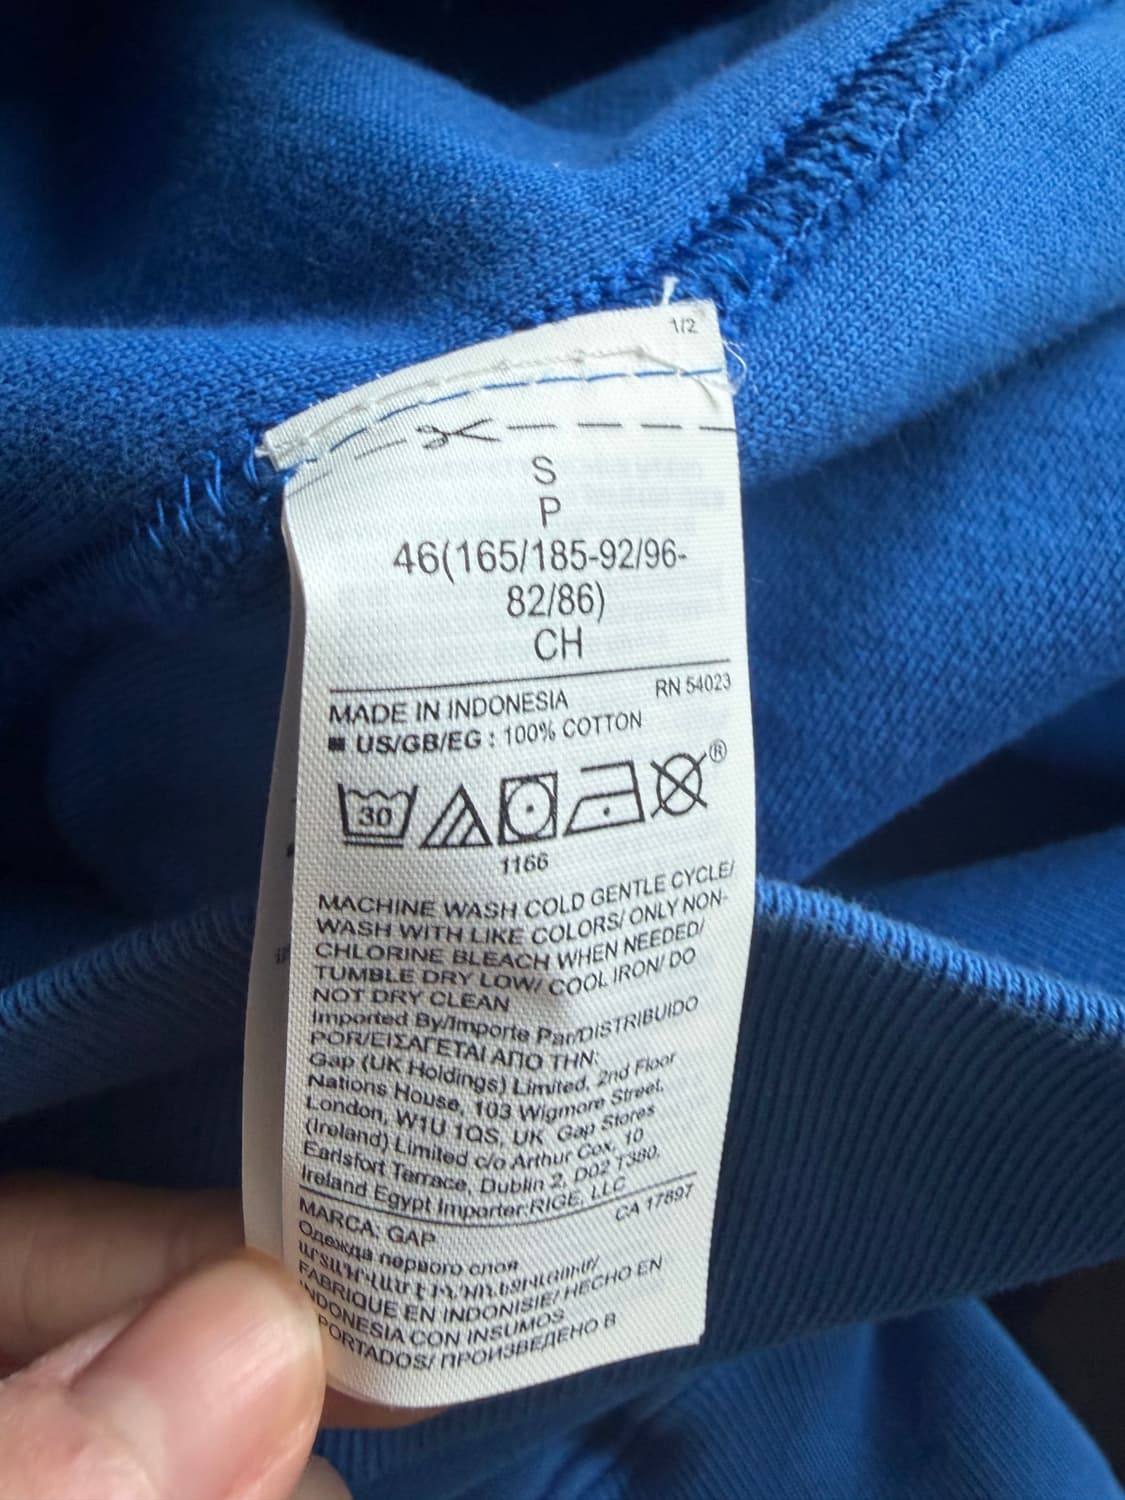 1/2
S
P
46(165/185-92/96-
82/86)
CH
MADE IN INDONESIA RN 54023
US/GB/EG : 100% COTTON
30 ®
1166
MACHINE WASH COLD GENTLE CYCLE/
WASH WITH LIKE COLORS/ ONLY NON-
CHLORINE BLEACH WHEN NEEDED/
TUMBLE DRY LOW/ COOL IRON/ DO
NOT DRY CLEAN
Imported By/Importe Par/DISTRIBUIDO
POR/ΕΙΣΑΓΕΤΑΙ ΑΠΟ ΤΗΝ:
Gap (UK Holdings) Limited, 2nd Floor
Nations House, 103 Wigmore Street,
London, W1U 1QS, UK Gap Stores
(Ireland) Limited c/o Arthur Cox, 10
Earlsfort Terrace, Dublin 2, D02 T380,
Ireland Egypt Importer:RIGE, LLC
CA 17897
MARCA: GAP
Одежда первого слоя
FABRIQUE EN INDONISIE/ HECHO EN
INDONESIA CON INSUMOS
PORTADOS/ ПРОИЗВЕДЕНО В